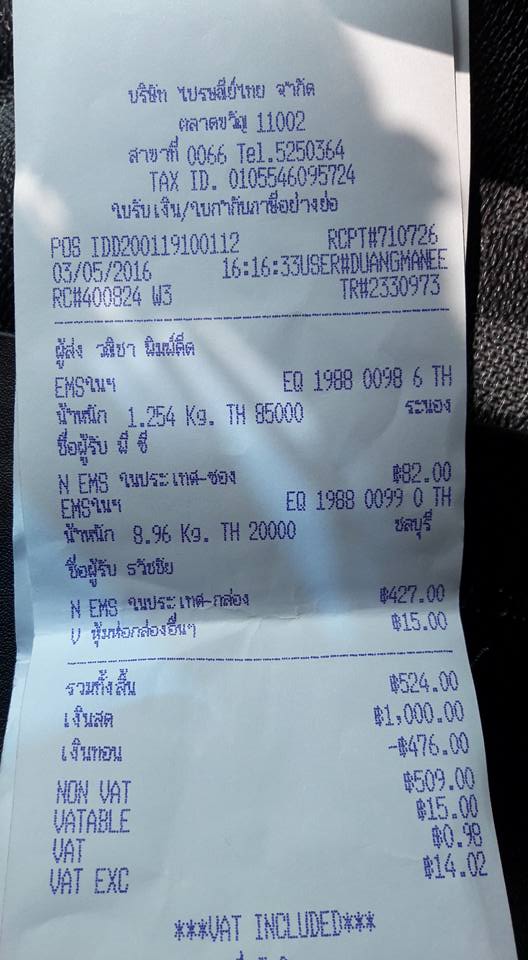 บริษัท ไปรษณีย์ไทย จำกัด
ตลาดขวัญ 11002
สาขาที่ 0066 Tel.5250364
TAX ID. 0105546095724
ใบรับเงิน/ใบกำกับภาษีอย่างย่อ
POS IDD200119100112 RCPT#710726
03/05/2016 16:16:33USER#DUANGMANEE
RC#400824 W3 TR#2330973
ผู้ส่ง วณิชา พิมพ์คีด
EMSในฯ EQ 1988 0098 6 TH
น้ำหนัก 1.254 Kg. TH 85000 ระนอง
ชื่อผู้รับ มี ซี
N EMS ในประเทศ-ซอง ฿82.00
EMSในฯ EQ 1988 0099 0 TH
น้ำหนัก 8.96 Kg. TH 20000 ชลบุรี
ชื่อผู้รับ ธวัชชัย
N EMS ในประเทศ-กล่อง ฿427.00
V หุ้มห่อกล่องอื่นๆ ฿15.00
รวมทั้งสิ้น ฿524.00
เงินสด ฿1,000.00
เงินทอน -฿476.00
NON VAT ฿509.00
VATABLE ฿15.00
VAT ฿0.98
VAT EXC ฿14.02
***VAT INCLUDED***